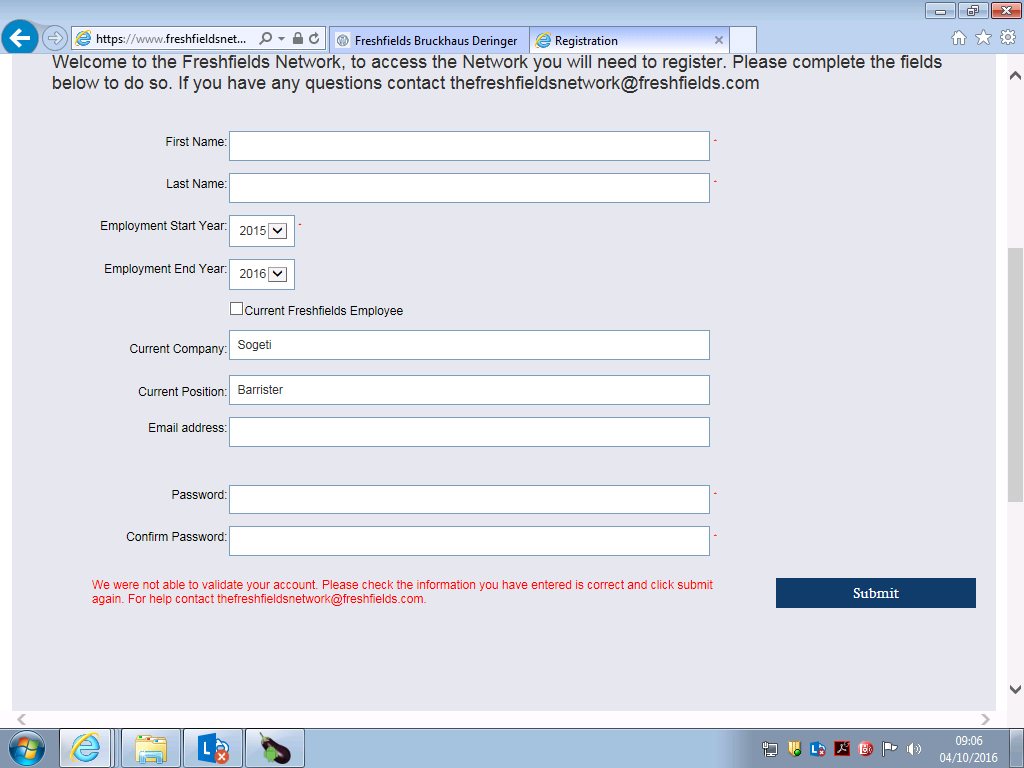 https://www.freshfieldsnet...
Freshfields Bruckhaus Deringer
Registration
Welcome to the Freshfields Network, to access the Network you will need to register. Please complete the fields
below to do so. If you have any questions contact thefreshfieldsnetwork@freshfields.com
First Name:
Last Name:
Employment Start Year: 2015
Employment End Year: 2016
Current Freshfields Employee
Current Company: Sogeti
Current Position: Barrister
Email address:
Password:
Confirm Password:
We were not able to validate your account. Please check the information you have entered is correct and click submit
again. For help contact thefreshfieldsnetwork@freshfields.com.
Submit
09:06
04/10/2016